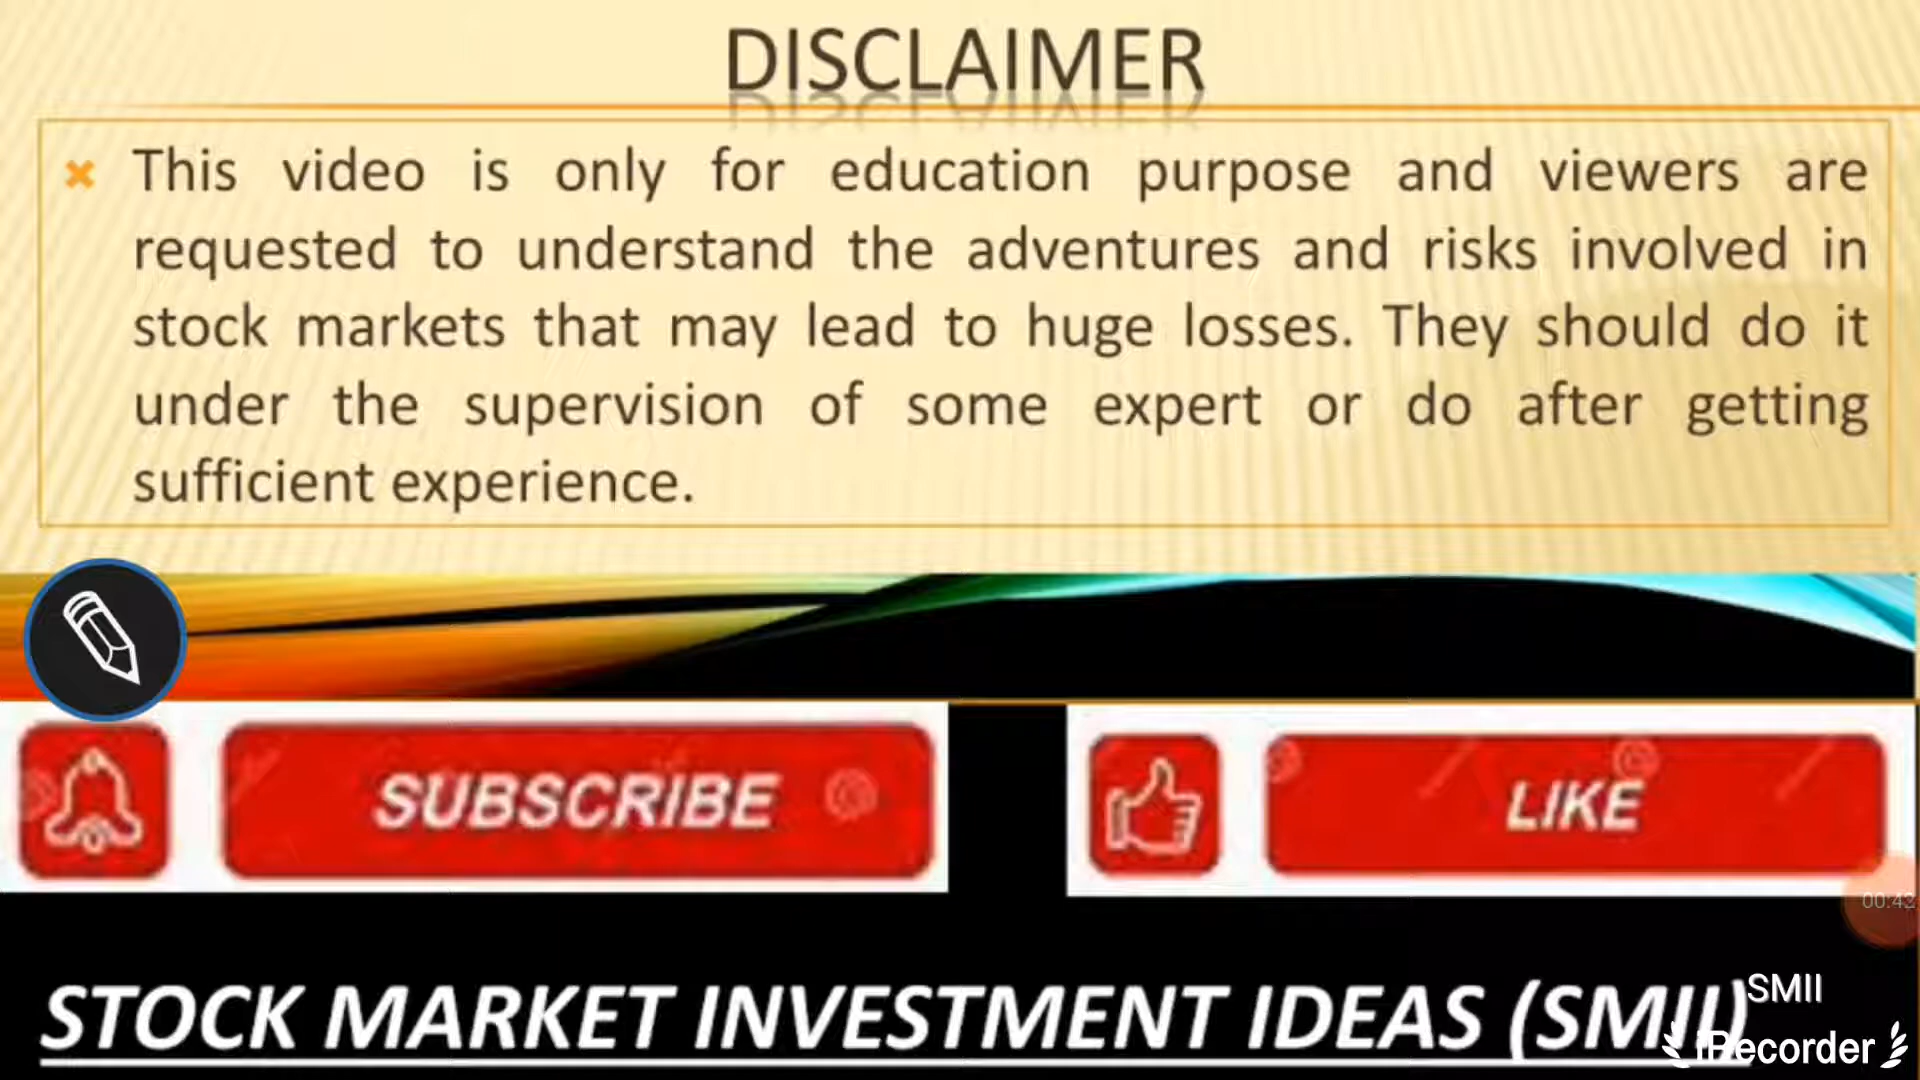 DISCLAIMER
This video is only for education purpose and viewers are
requested to understand the adventures and risks involved in
stock markets that may lead to huge losses. They should do it
under the supervision of some expert or do after getting
sufficient experience.
SUBSCRIBE
LIKE
00:42
STOCK MARKET INVESTMENT IDEAS (SMII)
SMII
iRecorder